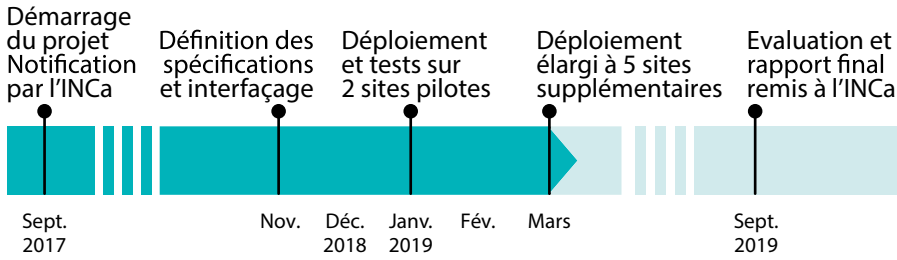 Démarrage
du projet
Notification
par l’INCa
Définition des
spécifications
et interfaçage
Déploiement
et tests sur
2 sites pilotes
Déploiement
élargi à 5 sites
supplémentaires
Evaluation et
rapport final
remis à l’INCa
Sept.
2017
Nov.
Déc.
2018
Janv.
2019
Fév.
Mars
Sept.
2019